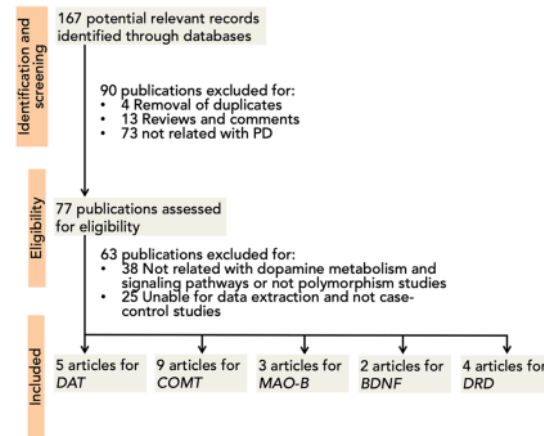 Identification and
screening
167 potential relevant records
identified through databases
90 publications excluded for:
• 4 Removal of duplicates
• 13 Reviews and comments
• 73 not related with PD
Eligibility
77 publications assessed
for eligibility
63 publications excluded for:
• 38 Not related with dopamine metabolism and
signaling pathways or not polymorphism studies
• 25 Unable for data extraction and not case-
control studies
Included
5 articles for
DAT
9 articles for
COMT
3 articles for
MAO-B
2 articles for
BDNF
4 articles for
DRD